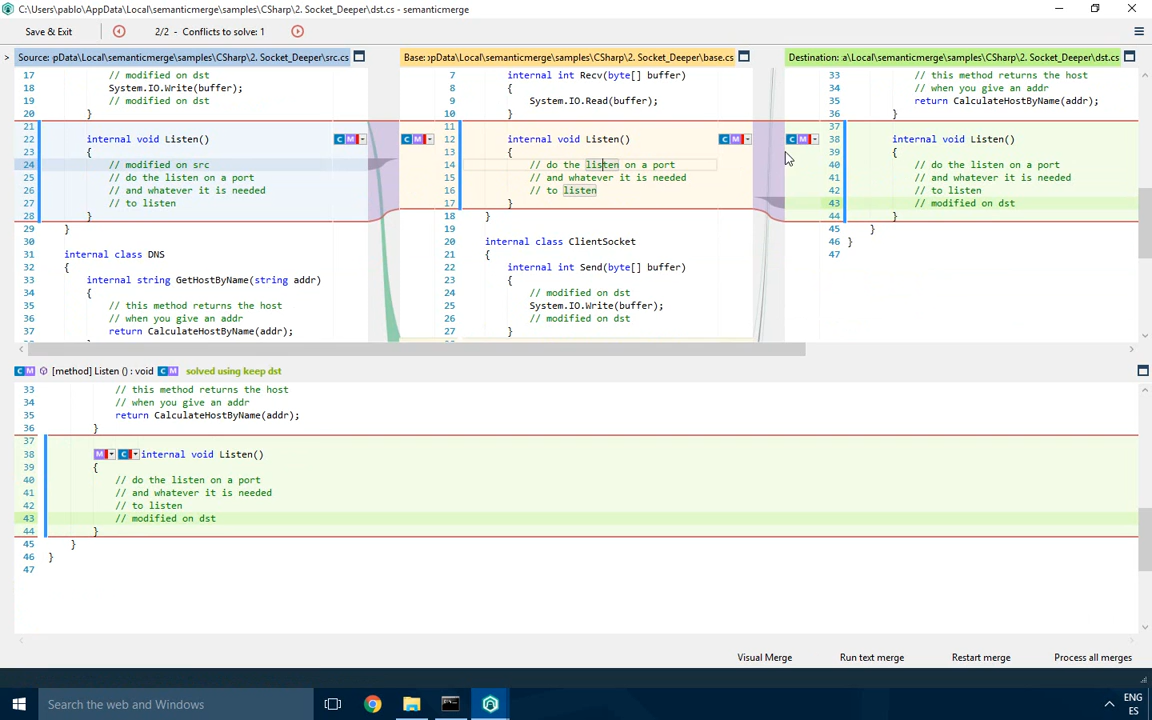 C:\Users\pablo\AppData\Local\semanticmerge\samples\CSharp\2. Socket_Deeper\dst.cs - semanticmerge
Save & Exit
2/2 - Conflicts to solve: 1
> Source: pData\Local\semanticmerge\samples\CSharp\2. Socket_Deeper\src.cs
17 // modified on dst
18 System.IO.Write(buffer);
19 // modified on dst
20 }
21
22 internal void Listen() C M
23 {
24 // modified on src
25 // do the listen on a port
26 // and whatever it is needed
27 // to listen
28 }
29 }
30
31 internal class DNS
32 {
33 internal string GetHostByName(string addr)
34 {
35 // this method returns the host
36 // when you give an addr
37 return CalculateHostByName(addr);
Base: pData\Local\semanticmerge\samples\CSharp\2. Socket_Deeper\base.cs
7 internal int Recv(byte[] buffer)
8 {
9 System.IO.Read(buffer);
10 }
11
C M 12 internal void Listen() C M
13 {
14 // do the listen on a port
15 // and whatever it is needed
16 // to listen
17 }
18 }
19
20 internal class ClientSocket
21 {
22 internal int Send(byte[] buffer)
23 {
24 // modified on dst
25 System.IO.Write(buffer);
26 // modified on dst
27 }
Destination: a\Local\semanticmerge\samples\CSharp\2. Socket_Deeper\dst.cs
33 // this method returns the host
34 // when you give an addr
35 return CalculateHostByName(addr);
36 }
37
C M 38 internal void Listen()
39 {
40 // do the listen on a port
41 // and whatever it is needed
42 // to listen
43 // modified on dst
44 }
45 }
46 }
47
C M [method] Listen () : void C M solved using keep dst
33 // this method returns the host
34 // when you give an addr
35 return CalculateHostByName(addr);
36 }
37
38 M C internal void Listen()
39 {
40 // do the listen on a port
41 // and whatever it is needed
42 // to listen
43 // modified on dst
44 }
45 }
46 }
47
Visual Merge Run text merge Restart merge Process all merges
Search the web and Windows
ENG
ES